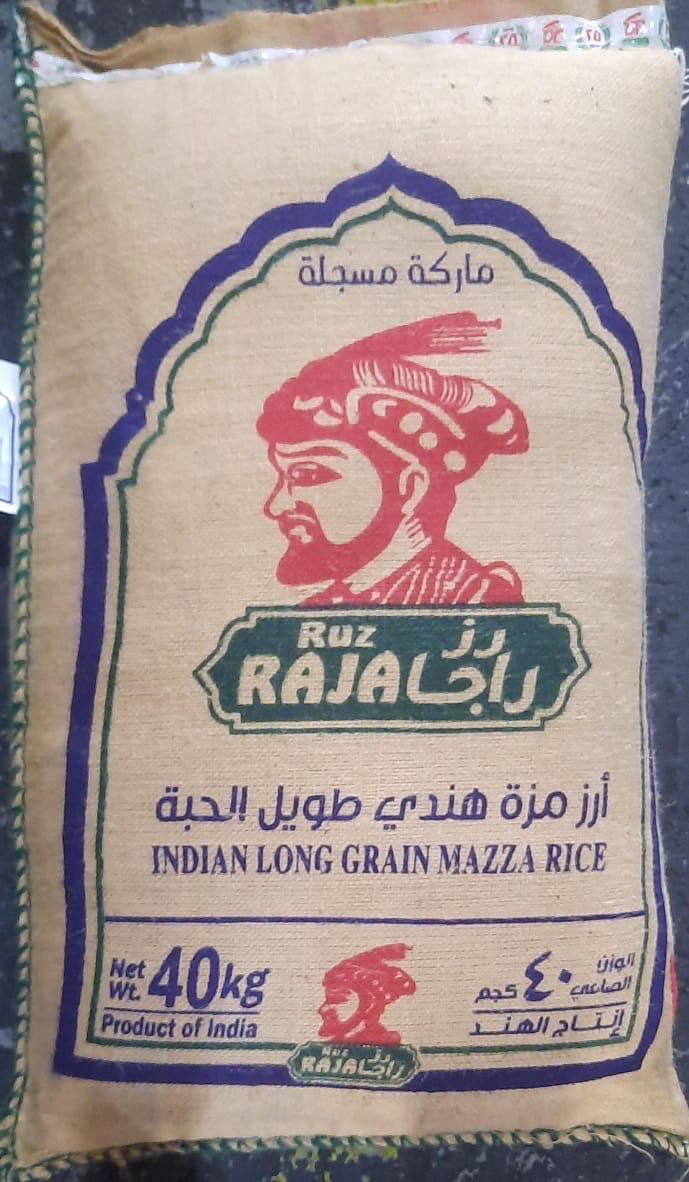 ماركة مسجلة
Ruz رز
RAJA راجا
أرز مزة هندي طويل الحبة
INDIAN LONG GRAIN MAZZA RICE
Net Wt. 40kg
Product of India
الوزن الصافي ٤٠ كجم
إنتاج الهند
Ruz رز
RAJA راجا